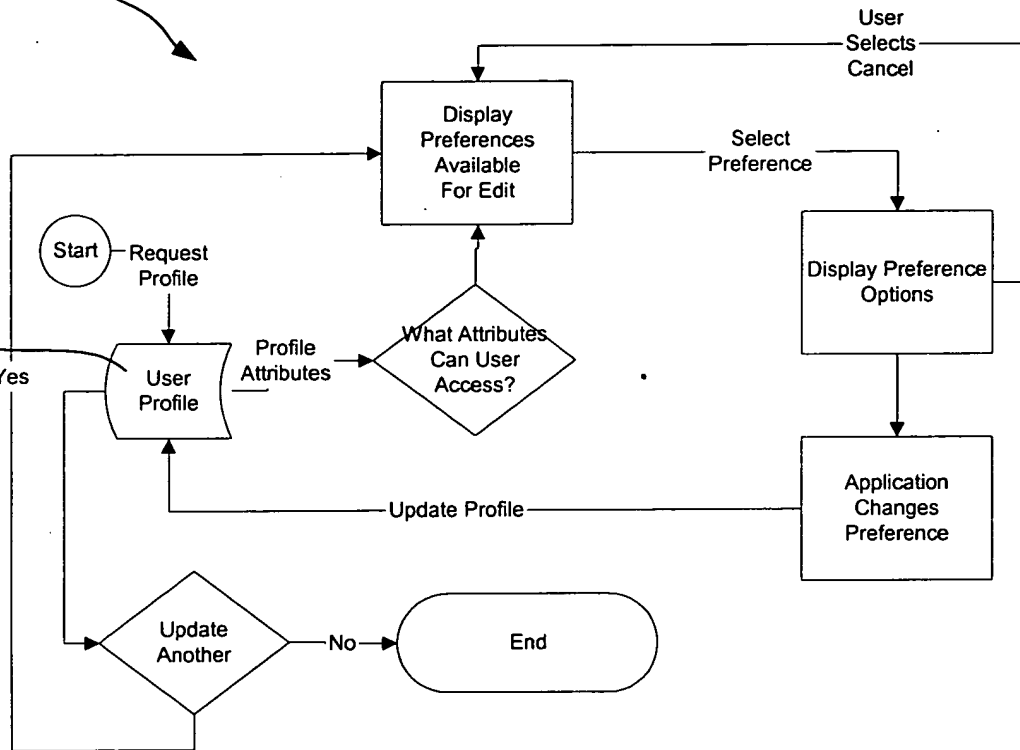 User
Selects
Cancel
Display
Preferences
Available
For Edit
Select
Preference
Start
Request
Profile
Display Preference
Options
What Attributes
Can User
Access?
Profile
Attributes
User
Profile
Yes
Application
Changes
Preference
Update Profile
Update
Another
No
End